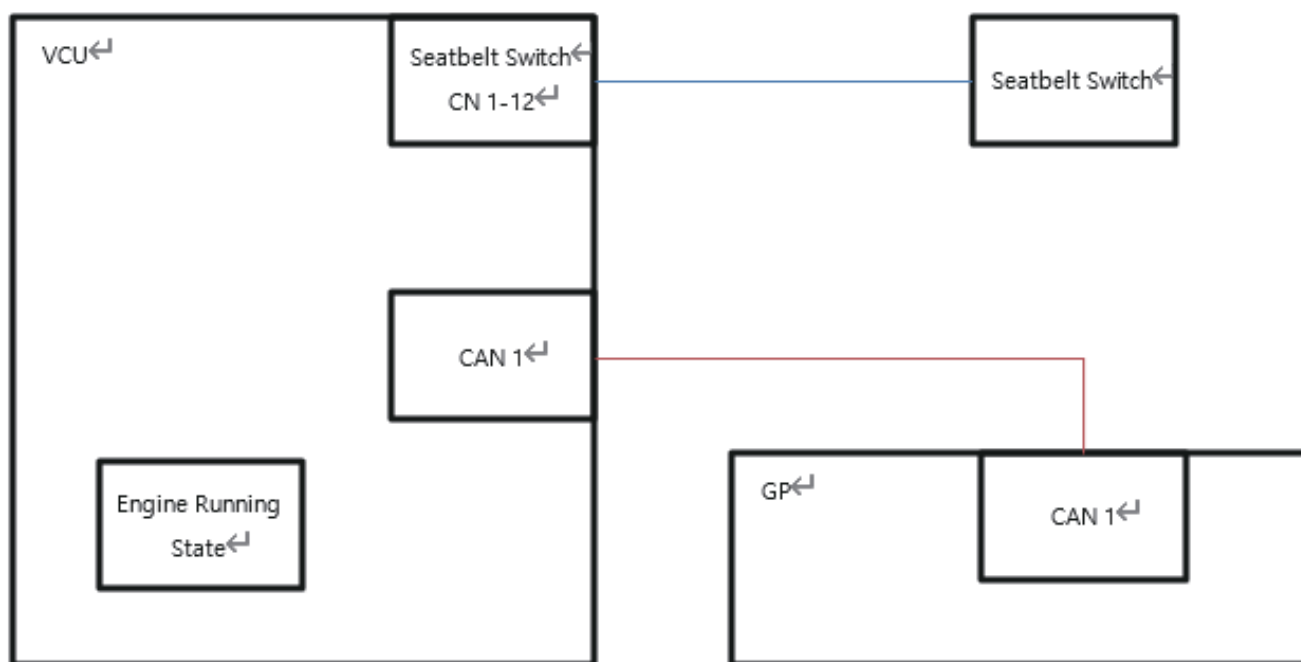 VCU↵
Seatbelt Switch↵
CN 1-12↵
Seatbelt Switch↵
CAN 1↵
Engine Running
State↵
GP↵
CAN 1↵